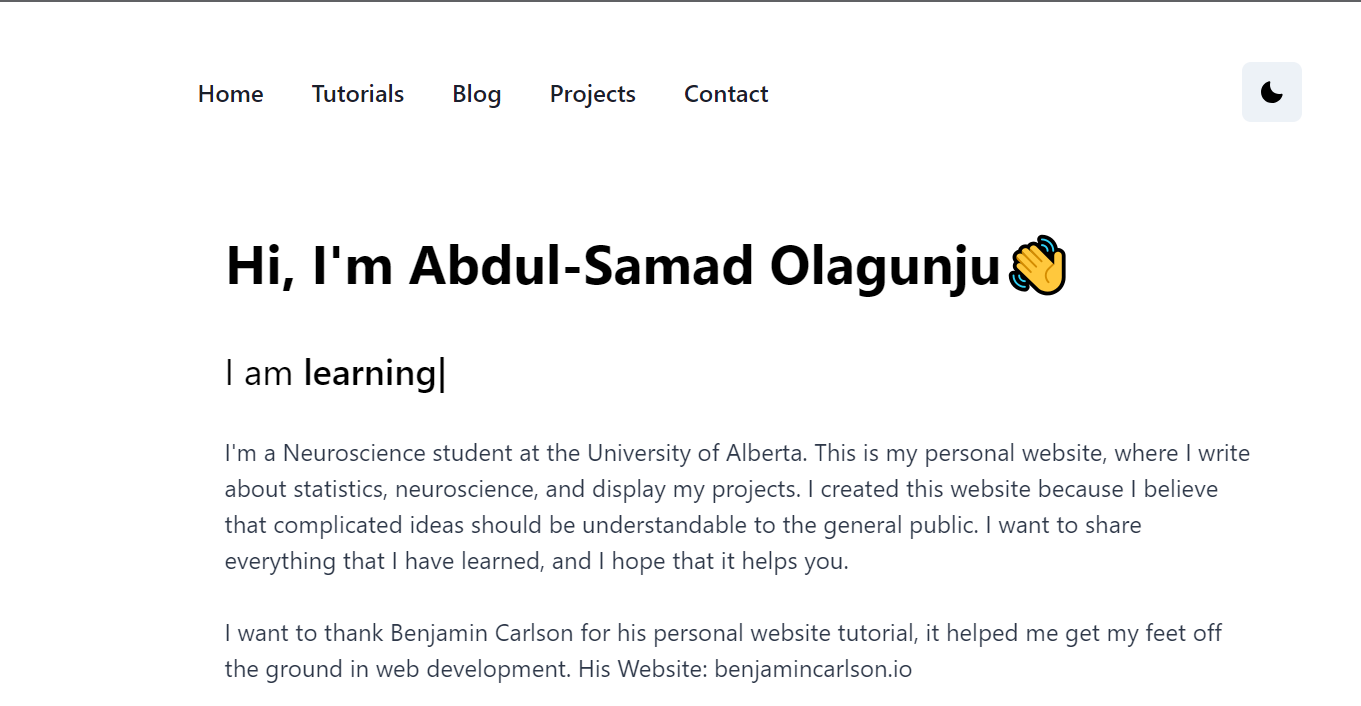 Home Tutorials Blog Projects Contact
Hi, I'm Abdul-Samad Olagunju👋
I am learning|
I'm a Neuroscience student at the University of Alberta. This is my personal website, where I write
about statistics, neuroscience, and display my projects. I created this website because I believe
that complicated ideas should be understandable to the general public. I want to share
everything that I have learned, and I hope that it helps you.
I want to thank Benjamin Carlson for his personal website tutorial, it helped me get my feet off
the ground in web development. His Website: benjamincarlson.io